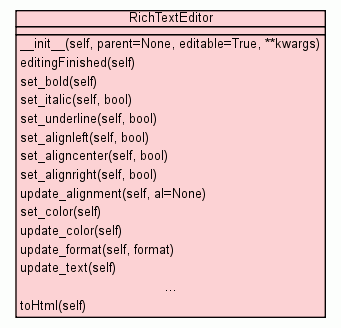 RichTextEditor
__init__(self, parent=None, editable=True, **kwargs)
editingFinished(self)
set_bold(self)
set_italic(self, bool)
set_underline(self, bool)
set_alignleft(self, bool)
set_aligncenter(self, bool)
set_alignright(self, bool)
update_alignment(self, al=None)
set_color(self)
update_color(self)
update_format(self, format)
update_text(self)
...
toHtml(self)